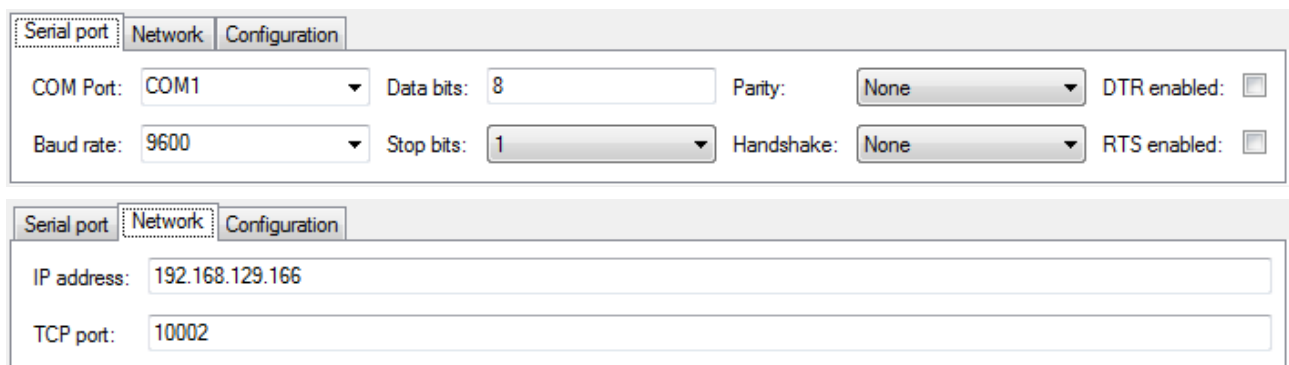 Serial port Network Configuration
COM Port: COM1 Data bits: 8 Parity: None DTR enabled:
Baud rate: 9600 Stop bits: 1 Handshake: None RTS enabled:
Serial port Network Configuration
IP address: 192.168.129.166
TCP port: 10002